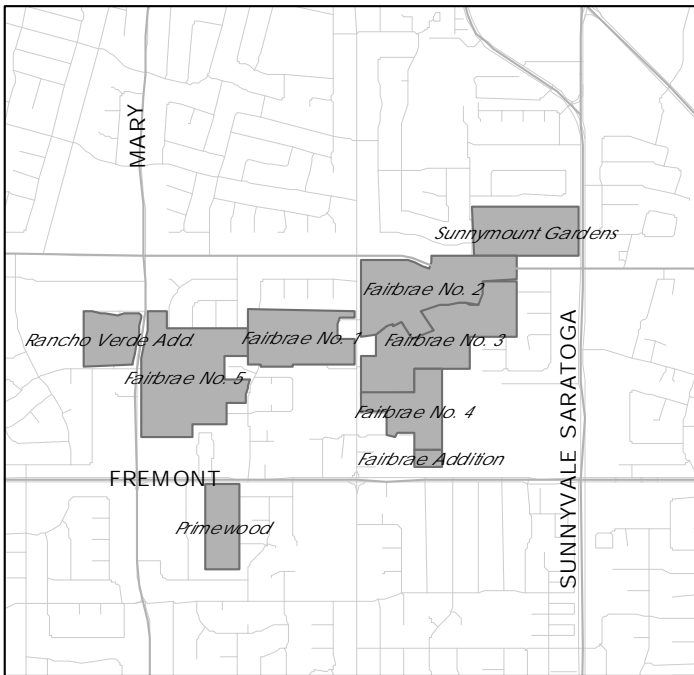 MARY
Sunnymount Gardens
Fairbrae No. 2
Rancho Verde Add.
Fairbrae No. 1
Fairbrae No. 3
Fairbrae No. 5
SUNNYVALE SARATOGA
Fairbrae No. 4
Fairbrae Addition
FREMONT
Primewood